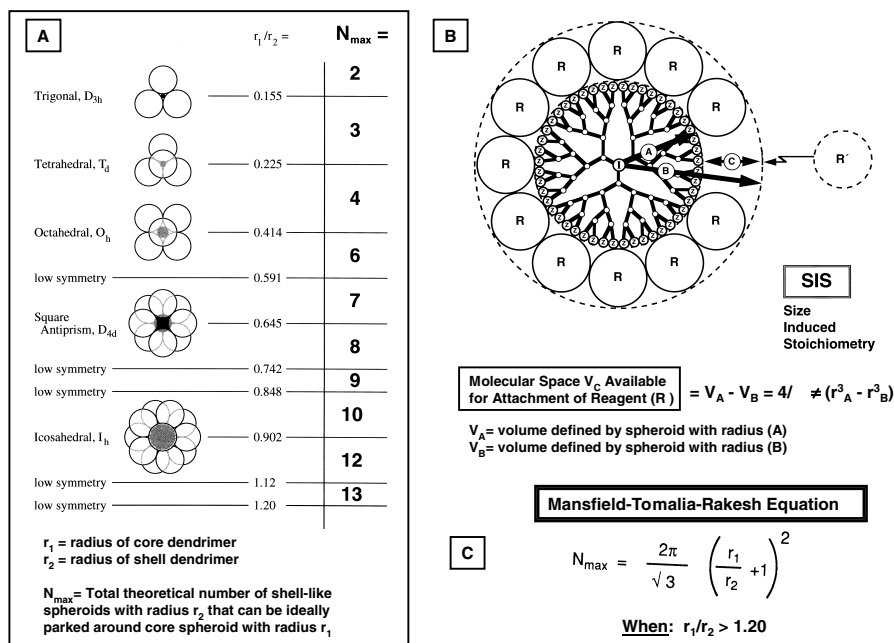 A
r1/r2 =
Nmax =
2
Trigonal, D3h
0.155
3
Tetrahedral, Td
0.225
4
Octahedral, Oh
0.414
6
low symmetry
0.591
7
Square
Antiprism, D4d
0.645
8
low symmetry
0.742
9
low symmetry
0.848
10
Icosahedral, Ih
0.902
12
low symmetry
1.12
13
low symmetry
1.20
r1 = radius of core dendrimer
r2 = radius of shell dendrimer
Nmax= Total theoretical number of shell-like
spheroids with radius r2 that can be ideally
parked around core spheroid with radius r1
B
R
R
R
R
R
R
R
R
R
R
R
Z
I
A
B
C
R´
SIS
Size
Induced
Stoichiometry
Molecular Space VC Available
for Attachment of Reagent (R )
= VA - VB = 4/ ≠ (r3A - r3B)
VA= volume defined by spheroid with radius (A)
VB= volume defined by spheroid with radius (B)
Mansfield-Tomalia-Rakesh Equation
C
Nmax = 2π/√3 (r1/r2 +1)2
When: r1/r2 > 1.20